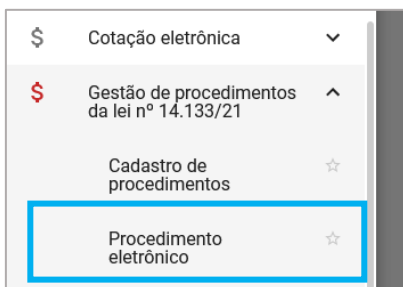 $ Cotação eletrônica
$ Gestão de procedimentos
da lei nº 14.133/21
Cadastro de
procedimentos
Procedimento
eletrônico